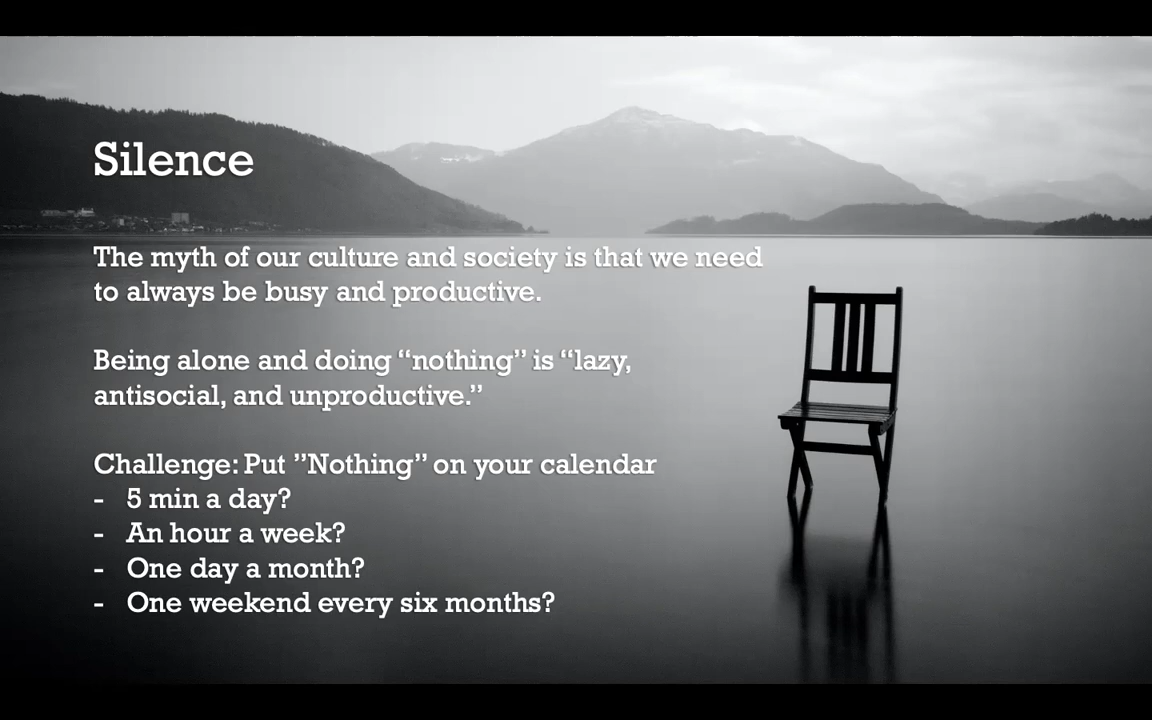 Silence
The myth of our culture and society is that we need
to always be busy and productive.
Being alone and doing “nothing” is “lazy,
antisocial, and unproductive.”
Challenge: Put ”Nothing” on your calendar
- 5 min a day?
- An hour a week?
- One day a month?
- One weekend every six months?